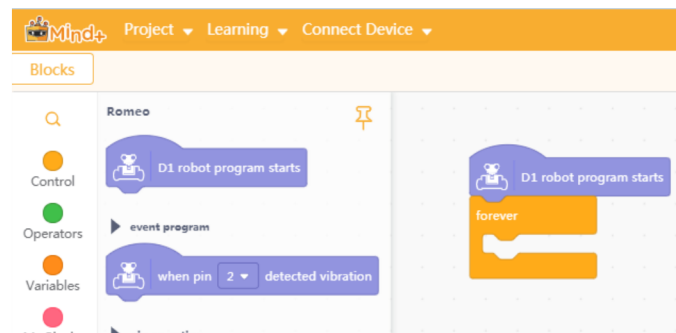 Mind+ Project Learning Connect Device
Blocks
Romeo
D1 robot program starts
Control
event program
Operators
when pin 2 detected vibration
Variables
D1 robot program starts
forever